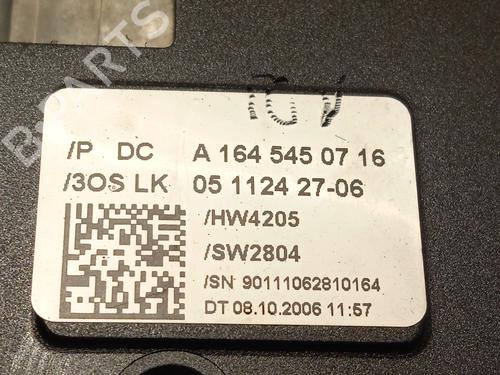 B-PARTS
/P DC A 164 545 07 16
/3OS LK 05 1124 27-06
/HW4205
/SW2804
/SN 90111062810164
DT 08.10.2006 11:57